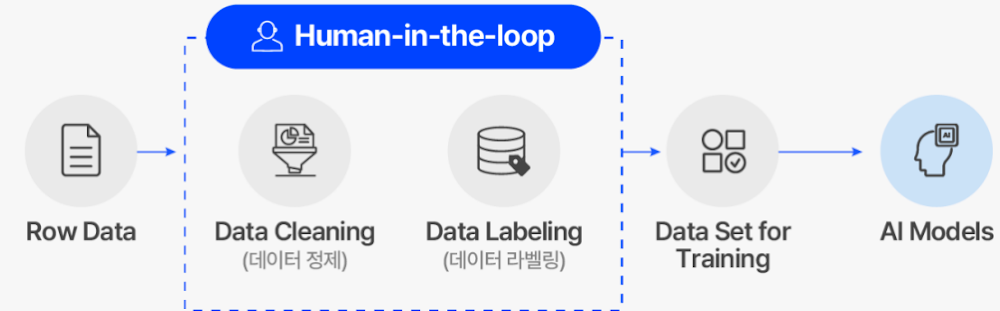 Human-in-the-loop
Row Data
Data Cleaning
(데이터 정제)
Data Labeling
(데이터 라벨링)
Data Set for
Training
AI
AI Models